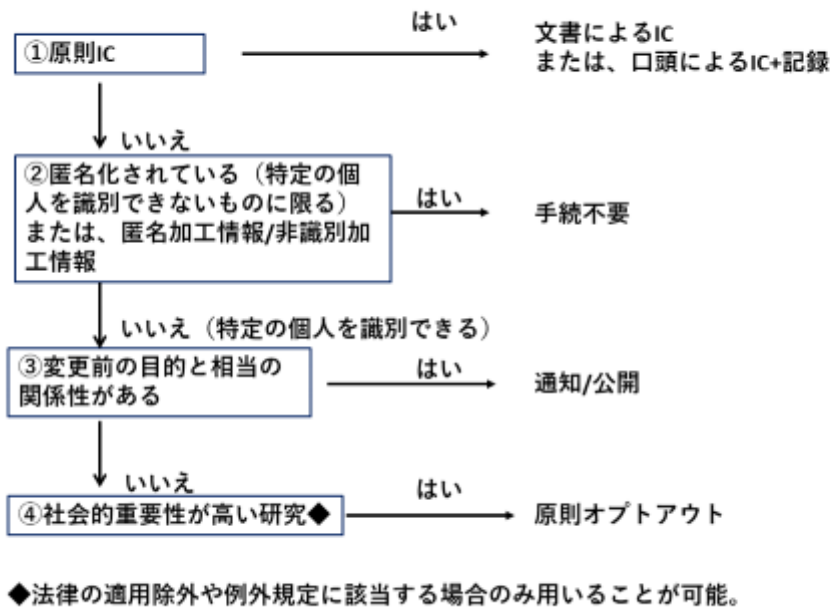 はい
①原則IC
文書によるIC
または、口頭によるIC+記録
いいえ
②匿名化されている（特定の個
人を識別できないものに限る）
または、匿名加工情報/非識別加
工情報
はい
手続不要
いいえ（特定の個人を識別できる）
③変更前の目的と相当の
関係性がある
はい
通知/公開
いいえ
④社会的重要性が高い研究◆
はい
原則オプトアウト
◆法律の適用除外や例外規定に該当する場合のみ用いることが可能。